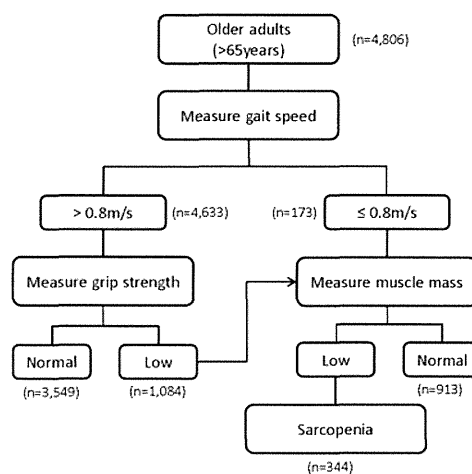 Older adults
(>65years)
(n=4,806)
Measure gait speed
> 0.8m/s
(n=4,633)
(n=173)
≤ 0.8m/s
Measure grip strength
Measure muscle mass
Normal
Low
Low
Normal
(n=3,549)
(n=1,084)
(n=913)
Sarcopenia
(n=344)